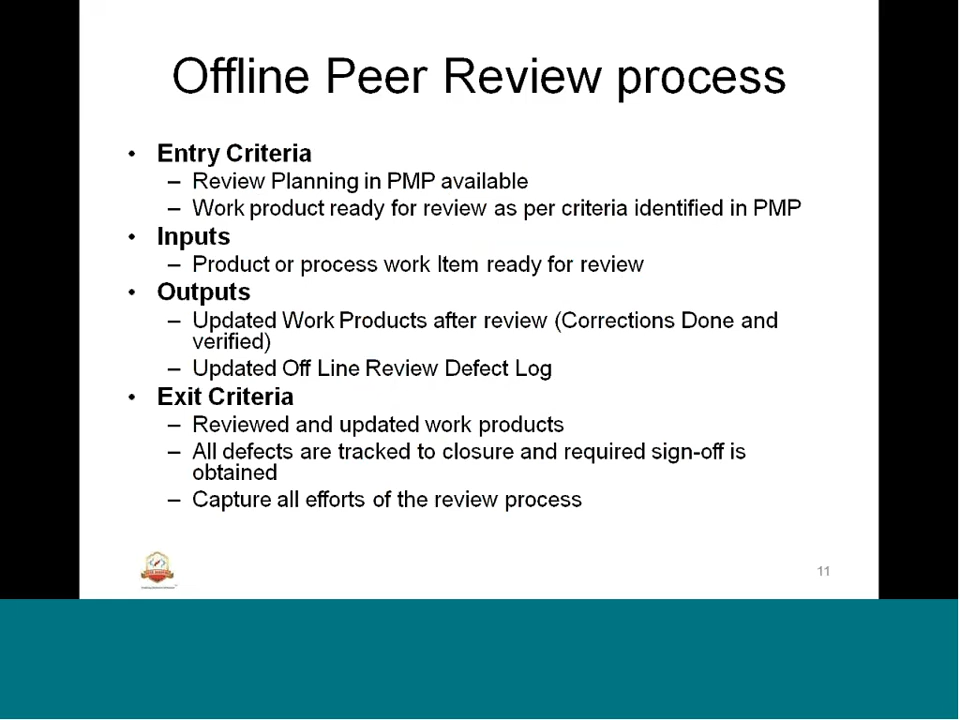 Offline Peer Review process
• Entry Criteria
– Review Planning in PMP available
– Work product ready for review as per criteria identified in PMP
• Inputs
– Product or process work Item ready for review
• Outputs
– Updated Work Products after review (Corrections Done and
verified)
– Updated Off Line Review Defect Log
• Exit Criteria
– Reviewed and updated work products
– All defects are tracked to closure and required sign-off is
obtained
– Capture all efforts of the review process
11